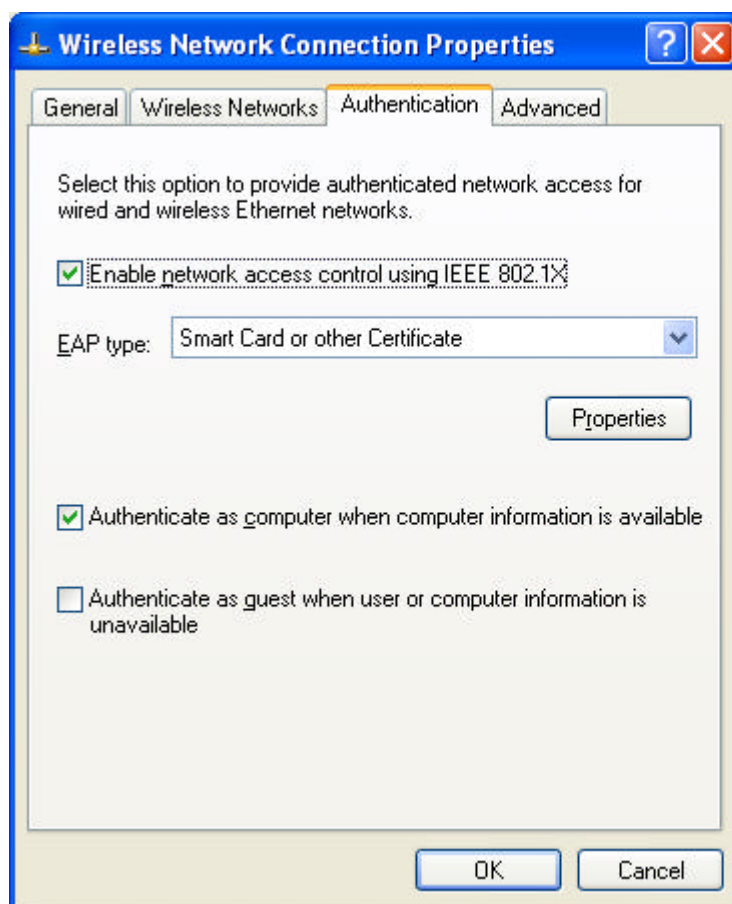 Wireless Network Connection Properties
General Wireless Networks Authentication Advanced
Select this option to provide authenticated network access for
wired and wireless Ethernet networks.
Enable network access control using IEEE 802.1X
EAP type: Smart Card or other Certificate
Properties
Authenticate as computer when computer information is available
Authenticate as guest when user or computer information is
unavailable
OK Cancel